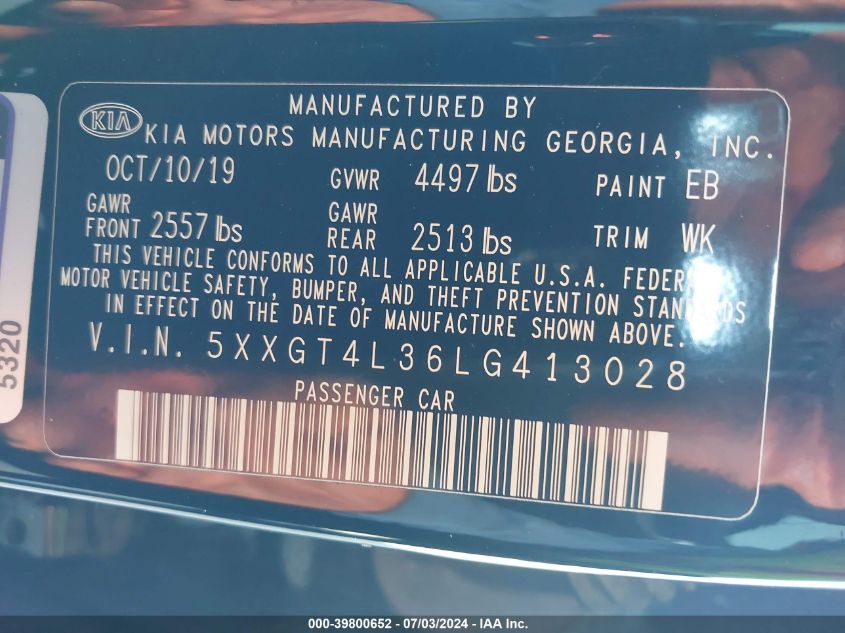 MANUFACTURED BY
KIA KIA MOTORS MANUFACTURING GEORGIA, INC.
OCT/10/19 GVWR 4497 lbs PAINT EB
GAWR FRONT 2557 lbs GAWR REAR 2513 lbs TRIM WK
THIS VEHICLE CONFORMS TO ALL APPLICABLE U.S.A.
MOTOR VEHICLE SAFETY, BUMPER, AND THEFT PREVENTION STANDARDS
IN EFFECT ON THE DATE OF MANUFACTURE SHOWN ABOVE.
V.I.N. 5XXGT4L36LG413028
PASSENGER CAR
5320
000-39800652 - 07/03/2024 - IAA Inc.